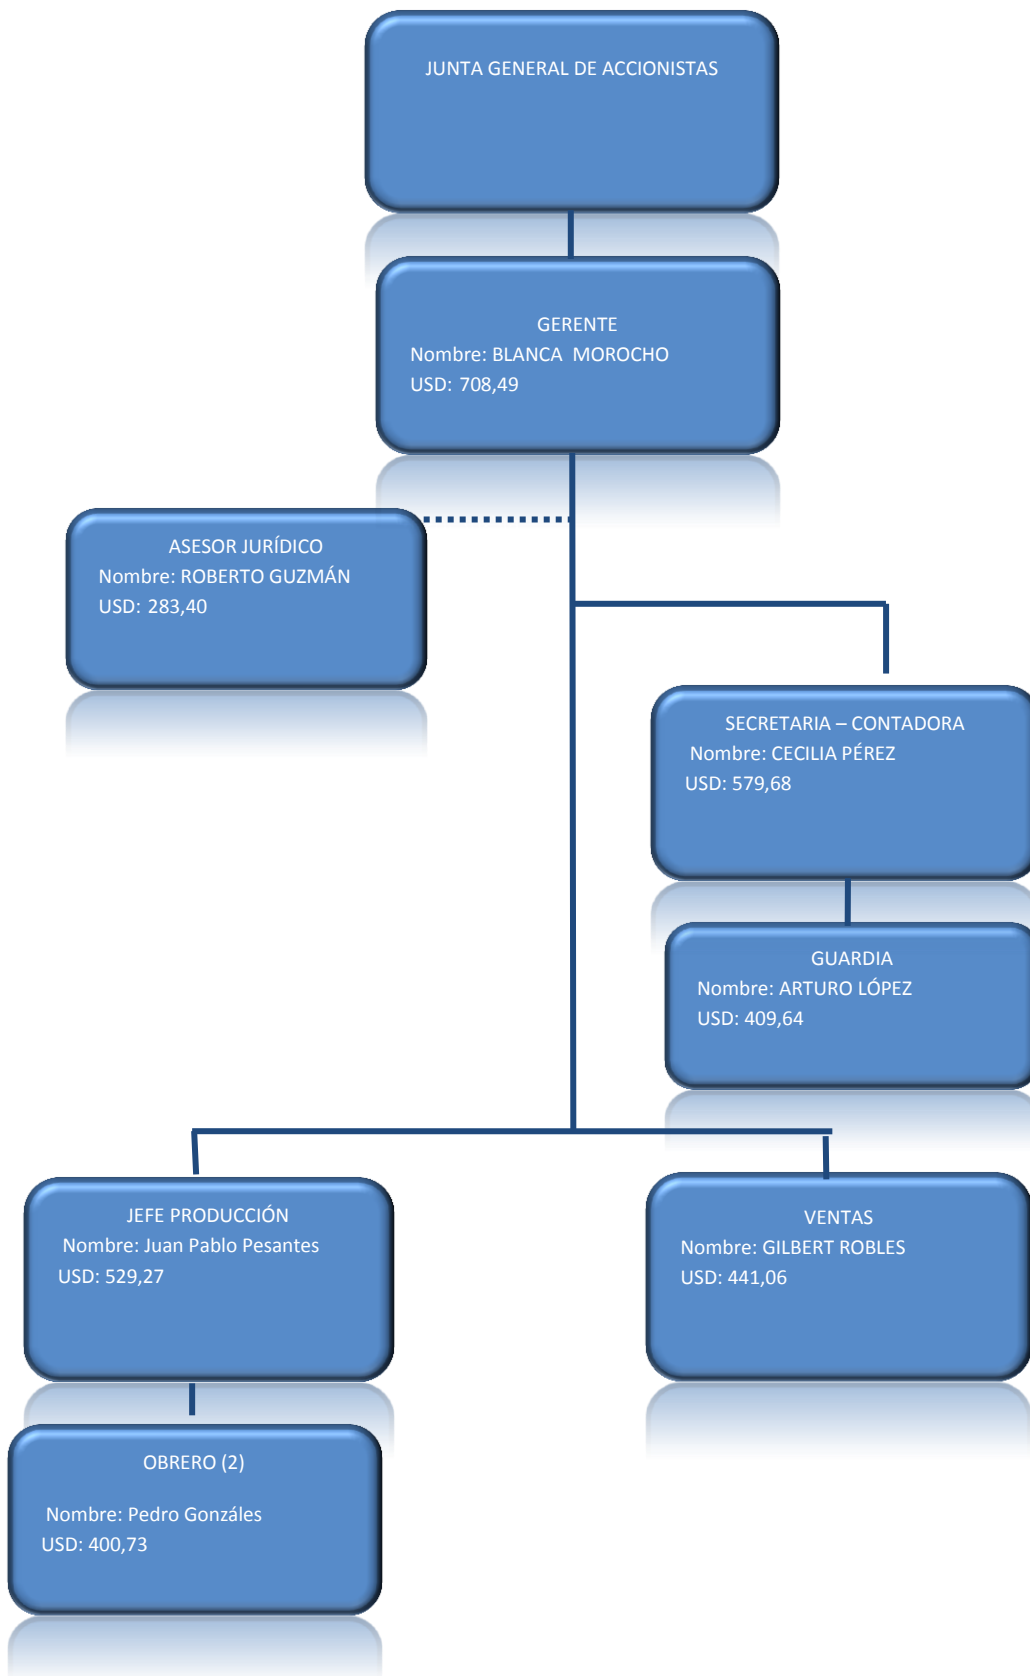 JUNTA GENERAL DE ACCIONISTAS
GERENTE
Nombre: BLANCA  MOROCHO
USD: 708,49
ASESOR JURÍDICO
Nombre: ROBERTO GUZMÁN
USD: 283,40
SECRETARIA – CONTADORA
Nombre: CECILIA PÉREZ
USD: 579,68
GUARDIA
Nombre: ARTURO LÓPEZ
USD: 409,64
JEFE PRODUCCIÓN
Nombre: Juan Pablo Pesantes
USD: 529,27
VENTAS
Nombre: GILBERT ROBLES
USD: 441,06
OBRERO (2)
Nombre: Pedro Gonzáles
USD: 400,73